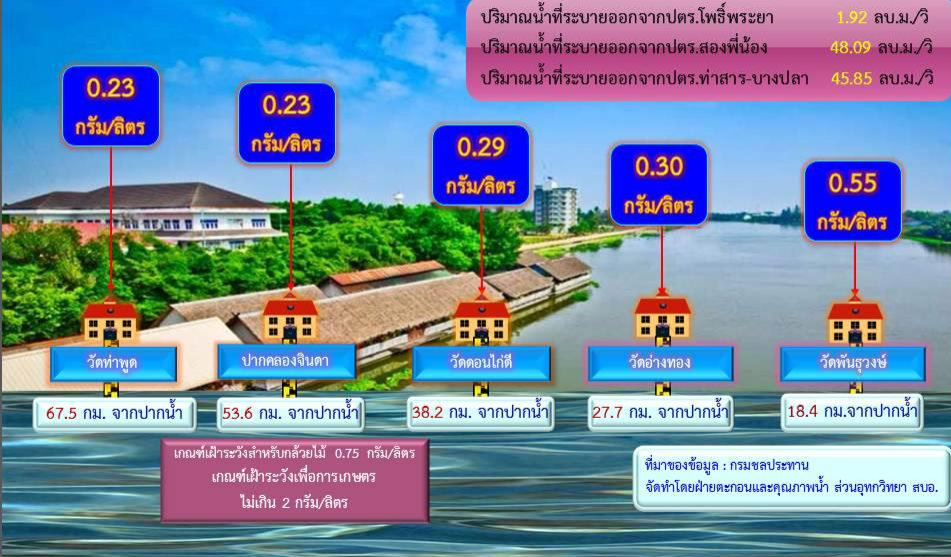 ปริมาณน้ำที่ระบายออกจากปตร.โพธิ์พระยา 1.92 ลบ.ม./วิ
ปริมาณน้ำที่ระบายออกจากปตร.สองพี่น้อง 48.09 ลบ.ม./วิ
ปริมาณน้ำที่ระบายออกจากปตร.ท่าสาร-บางปลา 45.85 ลบ.ม./วิ
0.23
กรัม/ลิตร
0.23
กรัม/ลิตร
0.29
กรัม/ลิตร
0.30
กรัม/ลิตร
0.55
กรัม/ลิตร
วัดท่าพูด
ปากคลองจินดา
วัดดอนไก่ดี
วัดอ่างทอง
วัดพันธุวงษ์
67.5 กม. จากปากน้ำ
53.6 กม. จากปากน้ำ
38.2 กม. จากปากน้ำ
27.7 กม. จากปากน้ำ
18.4 กม.จากปากน้ำ
เกณฑ์เฝ้าระวังสำหรับกล้วยไม้ 0.75 กรัม/ลิตร
เกณฑ์เฝ้าระวังเพื่อการเกษตร
ไม่เกิน 2 กรัม/ลิตร
ที่มาของข้อมูล : กรมชลประทาน
จัดทำโดยฝ่ายตะกอนและคุณภาพน้ำ ส่วนอุทกวิทยา สบอ.